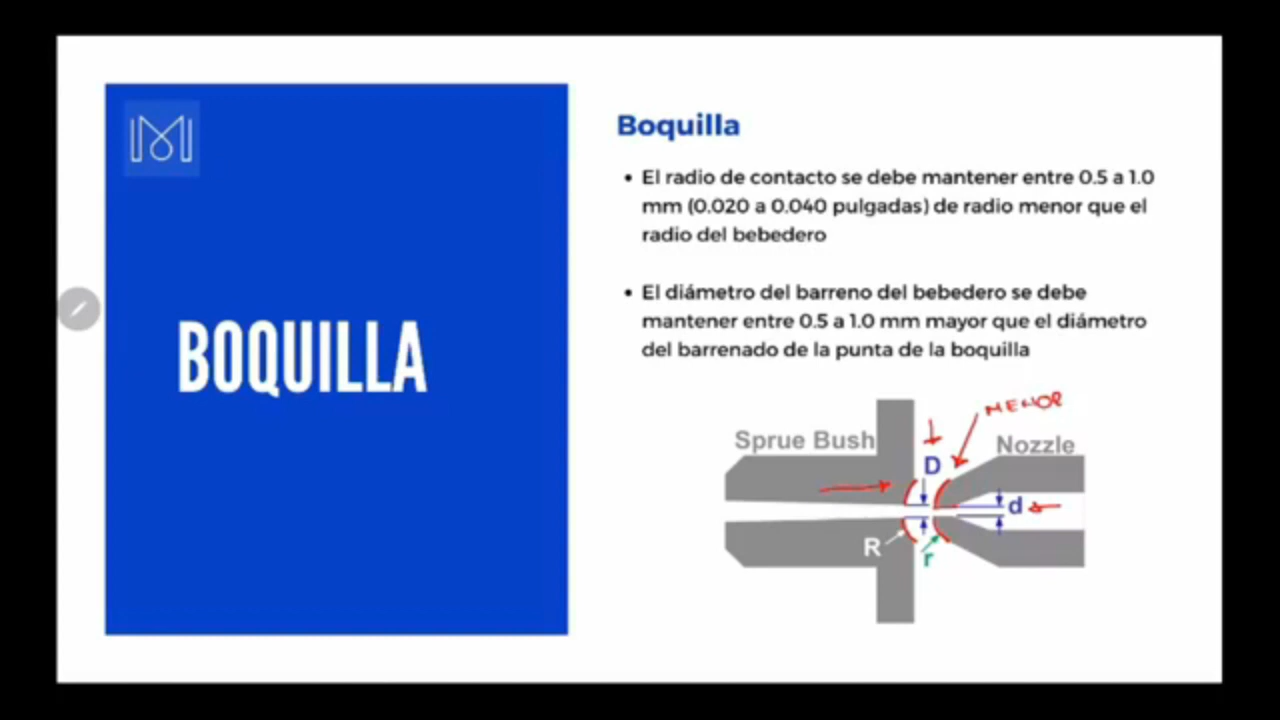 BOQUILLA
Boquilla
• El radio de contacto se debe mantener entre 0.5 a 1.0
mm (0.020 a 0.040 pulgadas) de radio menor que el
radio del bebedero
• El diámetro del barreno del bebedero se debe
mantener entre 0.5 a 1.0 mm mayor que el diámetro
del barrenado de la punta de la boquilla
MENOR
Sprue Bush
Nozzle
D
d
R
r